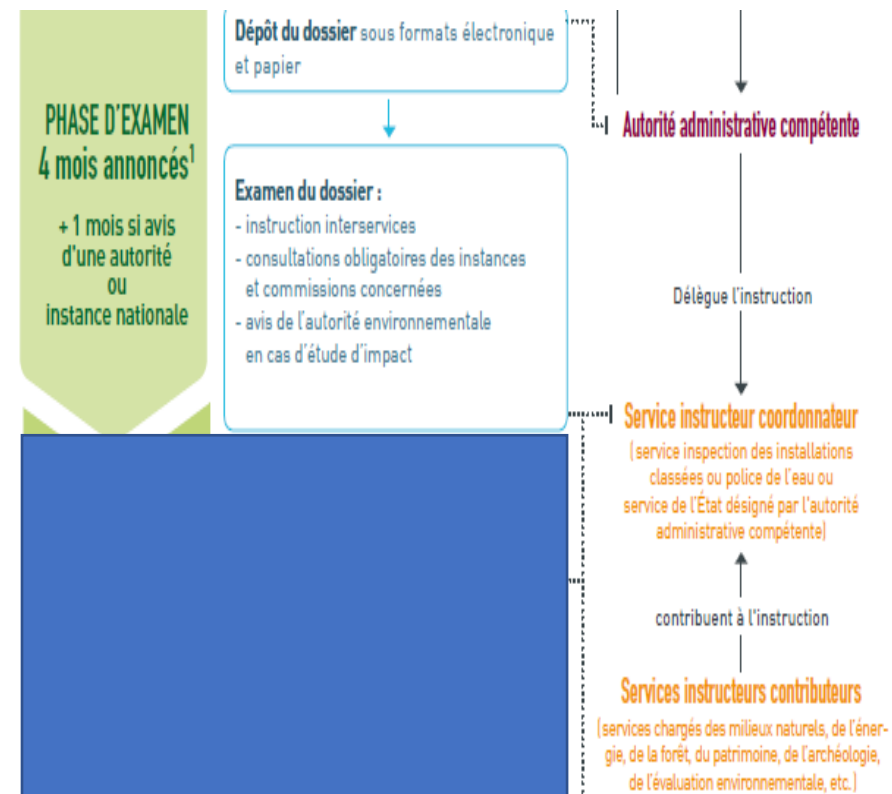 PHASE D'EXAMEN
4 mois annoncés¹
+ 1 mois si avis
d'une autorité
ou
instance nationale
Dépôt du dossier sous formats électronique
et papier
Examen du dossier :
- instruction interservices
- consultations obligatoires des instances
et commissions concernées
- avis de l'autorité environnementale
en cas d'étude d'impact
Autorité administrative compétente
Délègue l'instruction
Service instructeur coordonnateur
(service inspection des installations
classées ou police de l'eau ou
service de l'État désigné par l'autorité
administrative compétente)
contribuent à l'instruction
Services instructeurs contributeurs
(services chargés des milieux naturels, de l'éner-
gie, de la forêt, du patrimoine, de l'archéologie,
de l'évaluation environnementale, etc.)